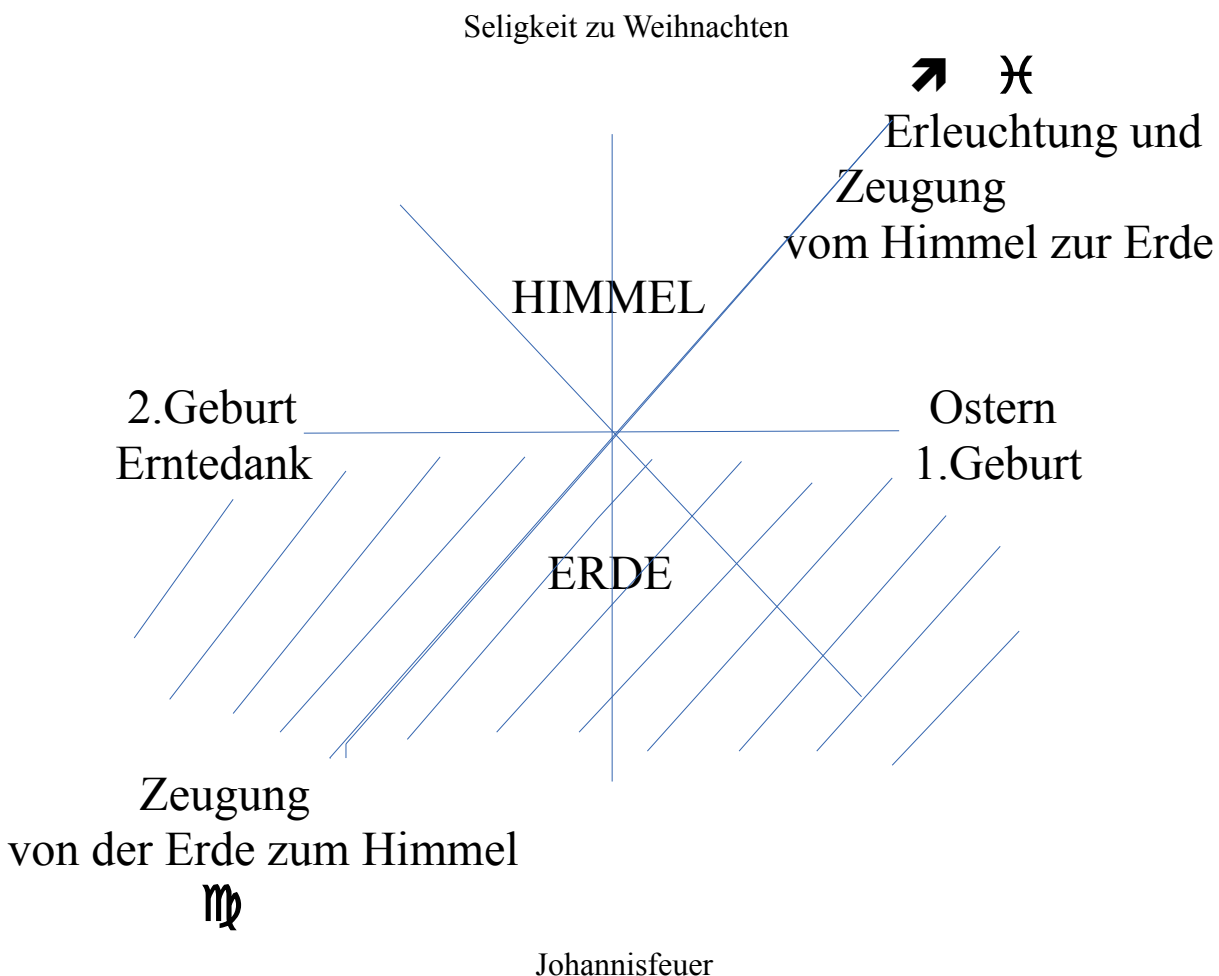 Seligkeit zu Weihnachten
♓
Erleuchtung und
Zeugung
vom Himmel zur Erde
HIMMEL
2.Geburt
Erntedank
Ostern
1.Geburt
ERDE
Zeugung
von der Erde zum Himmel
♍
Johannisfeuer